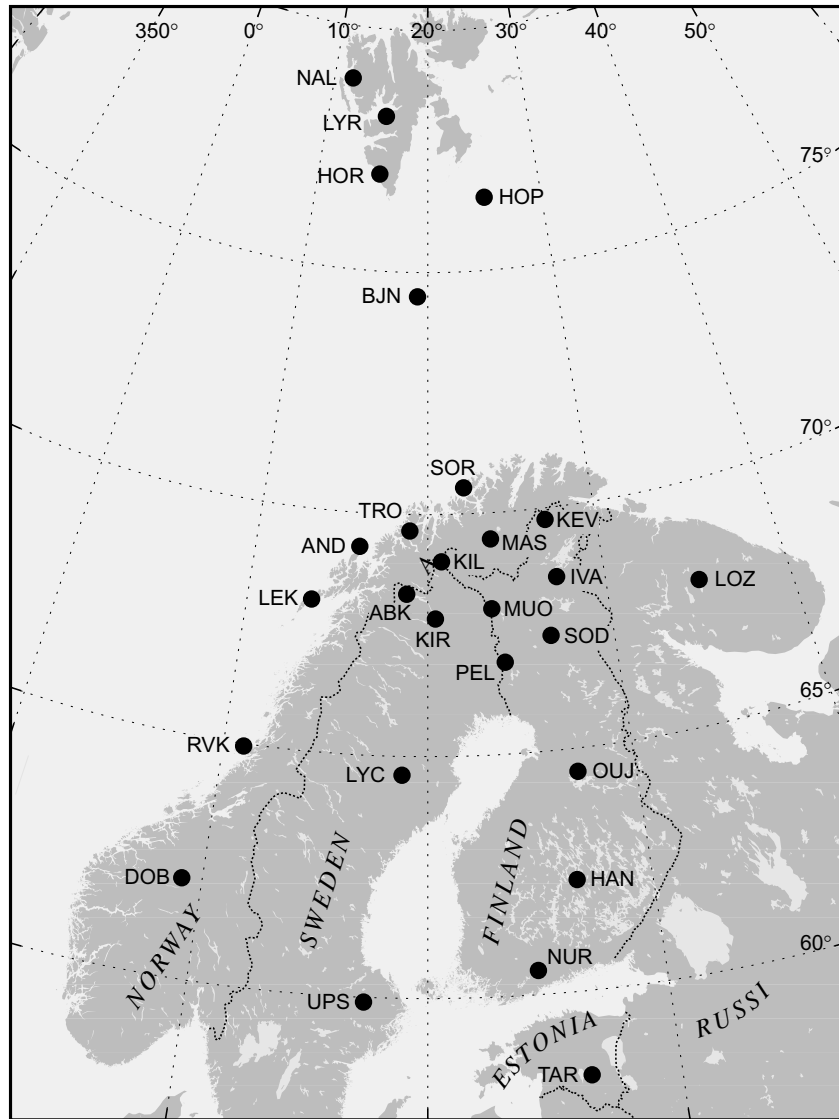 350° 0° 10° 20° 30° 40° 50°
NAL
LYR
75°
HOR
HOP
BJN
70°
SOR
TRO
KEV
AND
MAS
KIL
IVA
LOZ
LEK
ABK
MUO
KIR
SOD
PEL
65°
RVK
LYC
OUJ
SWEDEN
FINLAND
DOB
HAN
NORWAY
60°
NUR
UPS
RUSSI
ESTONIA
TAR